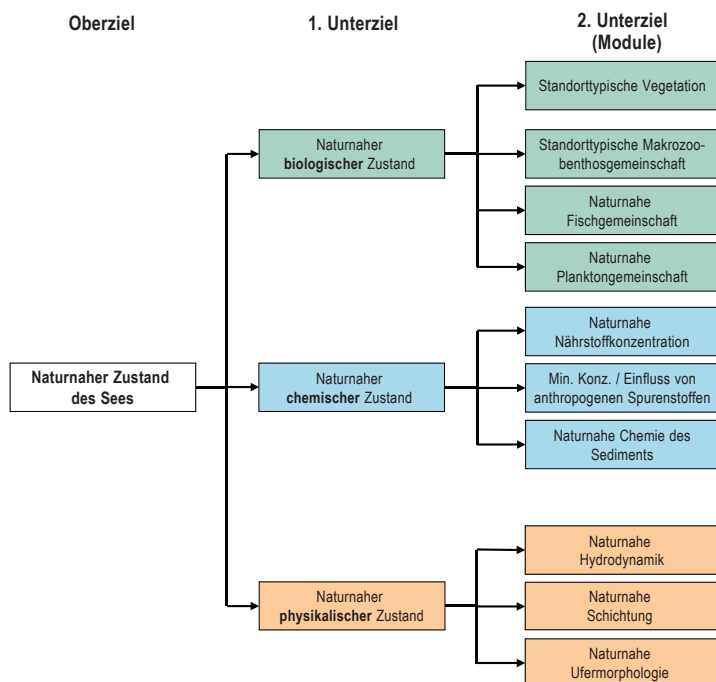 Oberziel
1. Unterziel
2. Unterziel
(Module)
Standorttypische Vegetation
Naturnaher
biologischer Zustand
Standorttypische Makrozoo-
benthosgemeinschaft
Naturnahe
Fischgemeinschaft
Naturnahe
Planktongemeinschaft
Naturnaher Zustand
des Sees
Naturnaher
chemischer Zustand
Naturnahe
Nährstoffkonzentration
Min. Konz. / Einfluss von
anthropogenen Spurenstoffen
Naturnahe Chemie des
Sediments
Naturnaher
physikalischer Zustand
Naturnahe
Hydrodynamik
Naturnahe
Schichtung
Naturnahe
Ufermorphologie